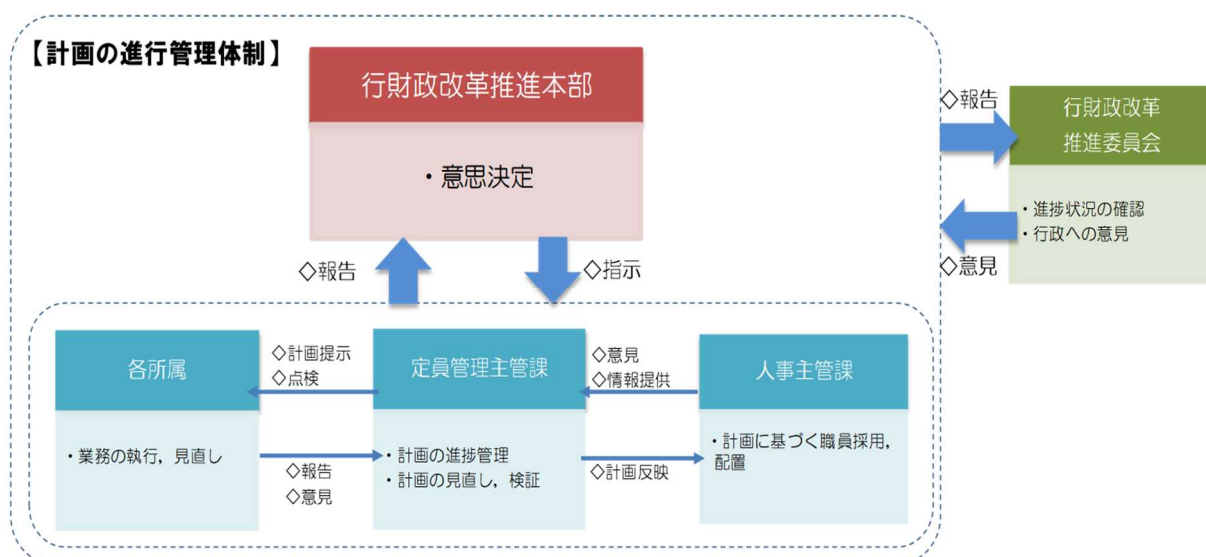 【計画の進行管理体制】
行財政改革推進本部
・意思決定
◇報告
◇指示
◇報告
行財政改革
推進委員会
・進捗状況の確認
・行政への意見
◇意見
各所属
・業務の執行，見直し
◇計画提示
◇点検
◇報告
◇意見
定員管理主管課
・計画の進捗管理
・計画の見直し，検証
◇意見
◇情報提供
◇計画反映
人事主管課
・計画に基づく職員採用，
配置